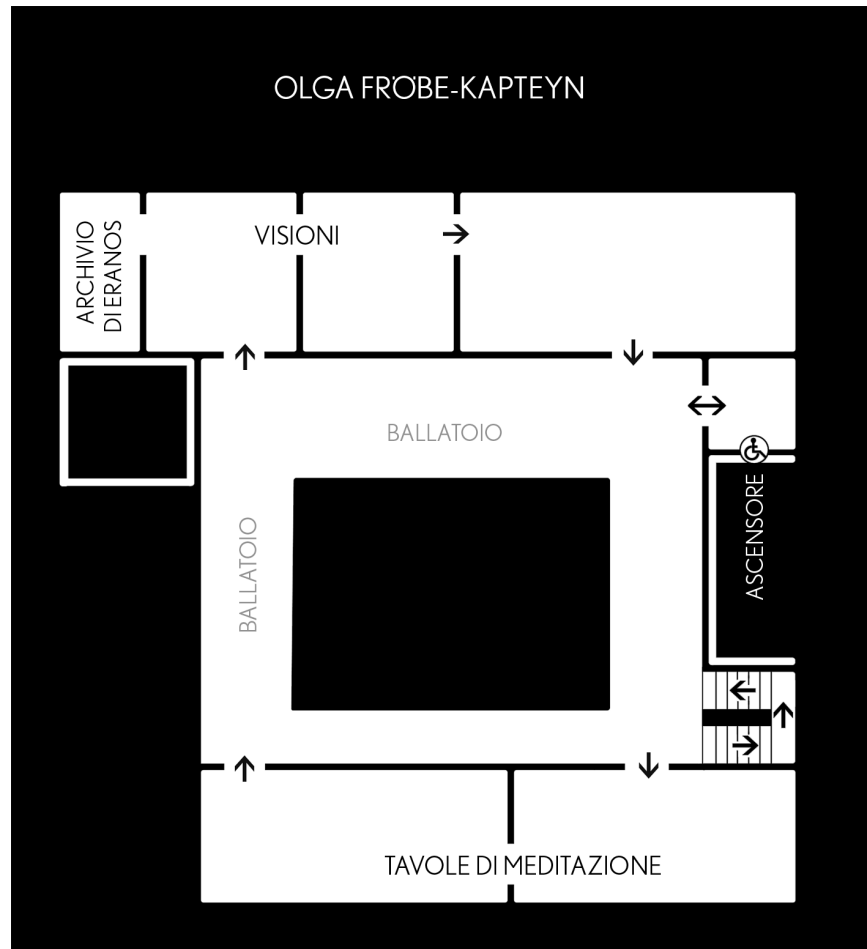 OLGA FRÖBE-KAPTEYN
ARCHIVIO
DI ERANOS
VISIONI
BALLATOIO
BALLATOIO
ASCENSORE
TAVOLE DI MEDITAZIONE